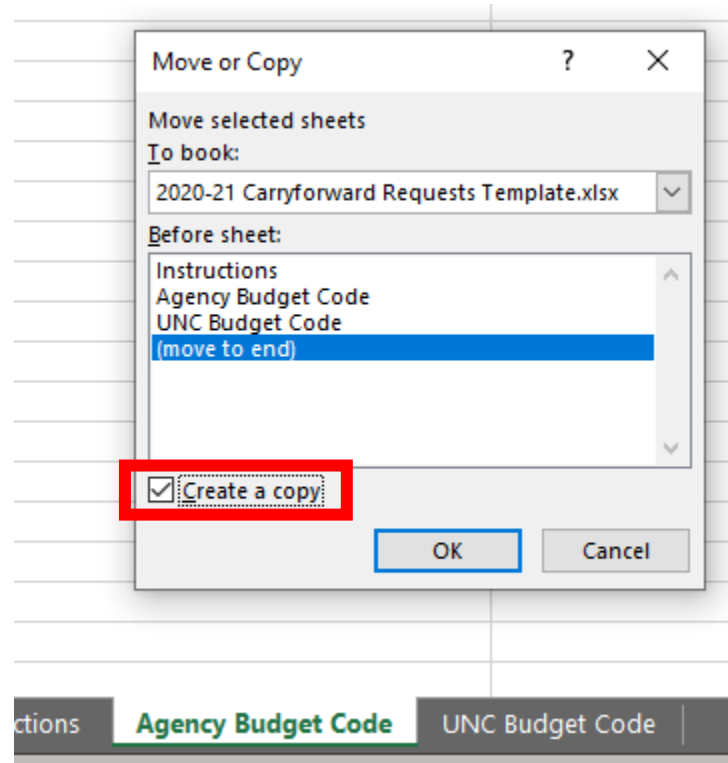 Move or Copy ? ×
Move selected sheets
To book:
2020-21 Carryforward Requests Template.xlsx
Before sheet:
Instructions
Agency Budget Code
UNC Budget Code
(move to end)
Create a copy
OK Cancel
ctions Agency Budget Code UNC Budget Code